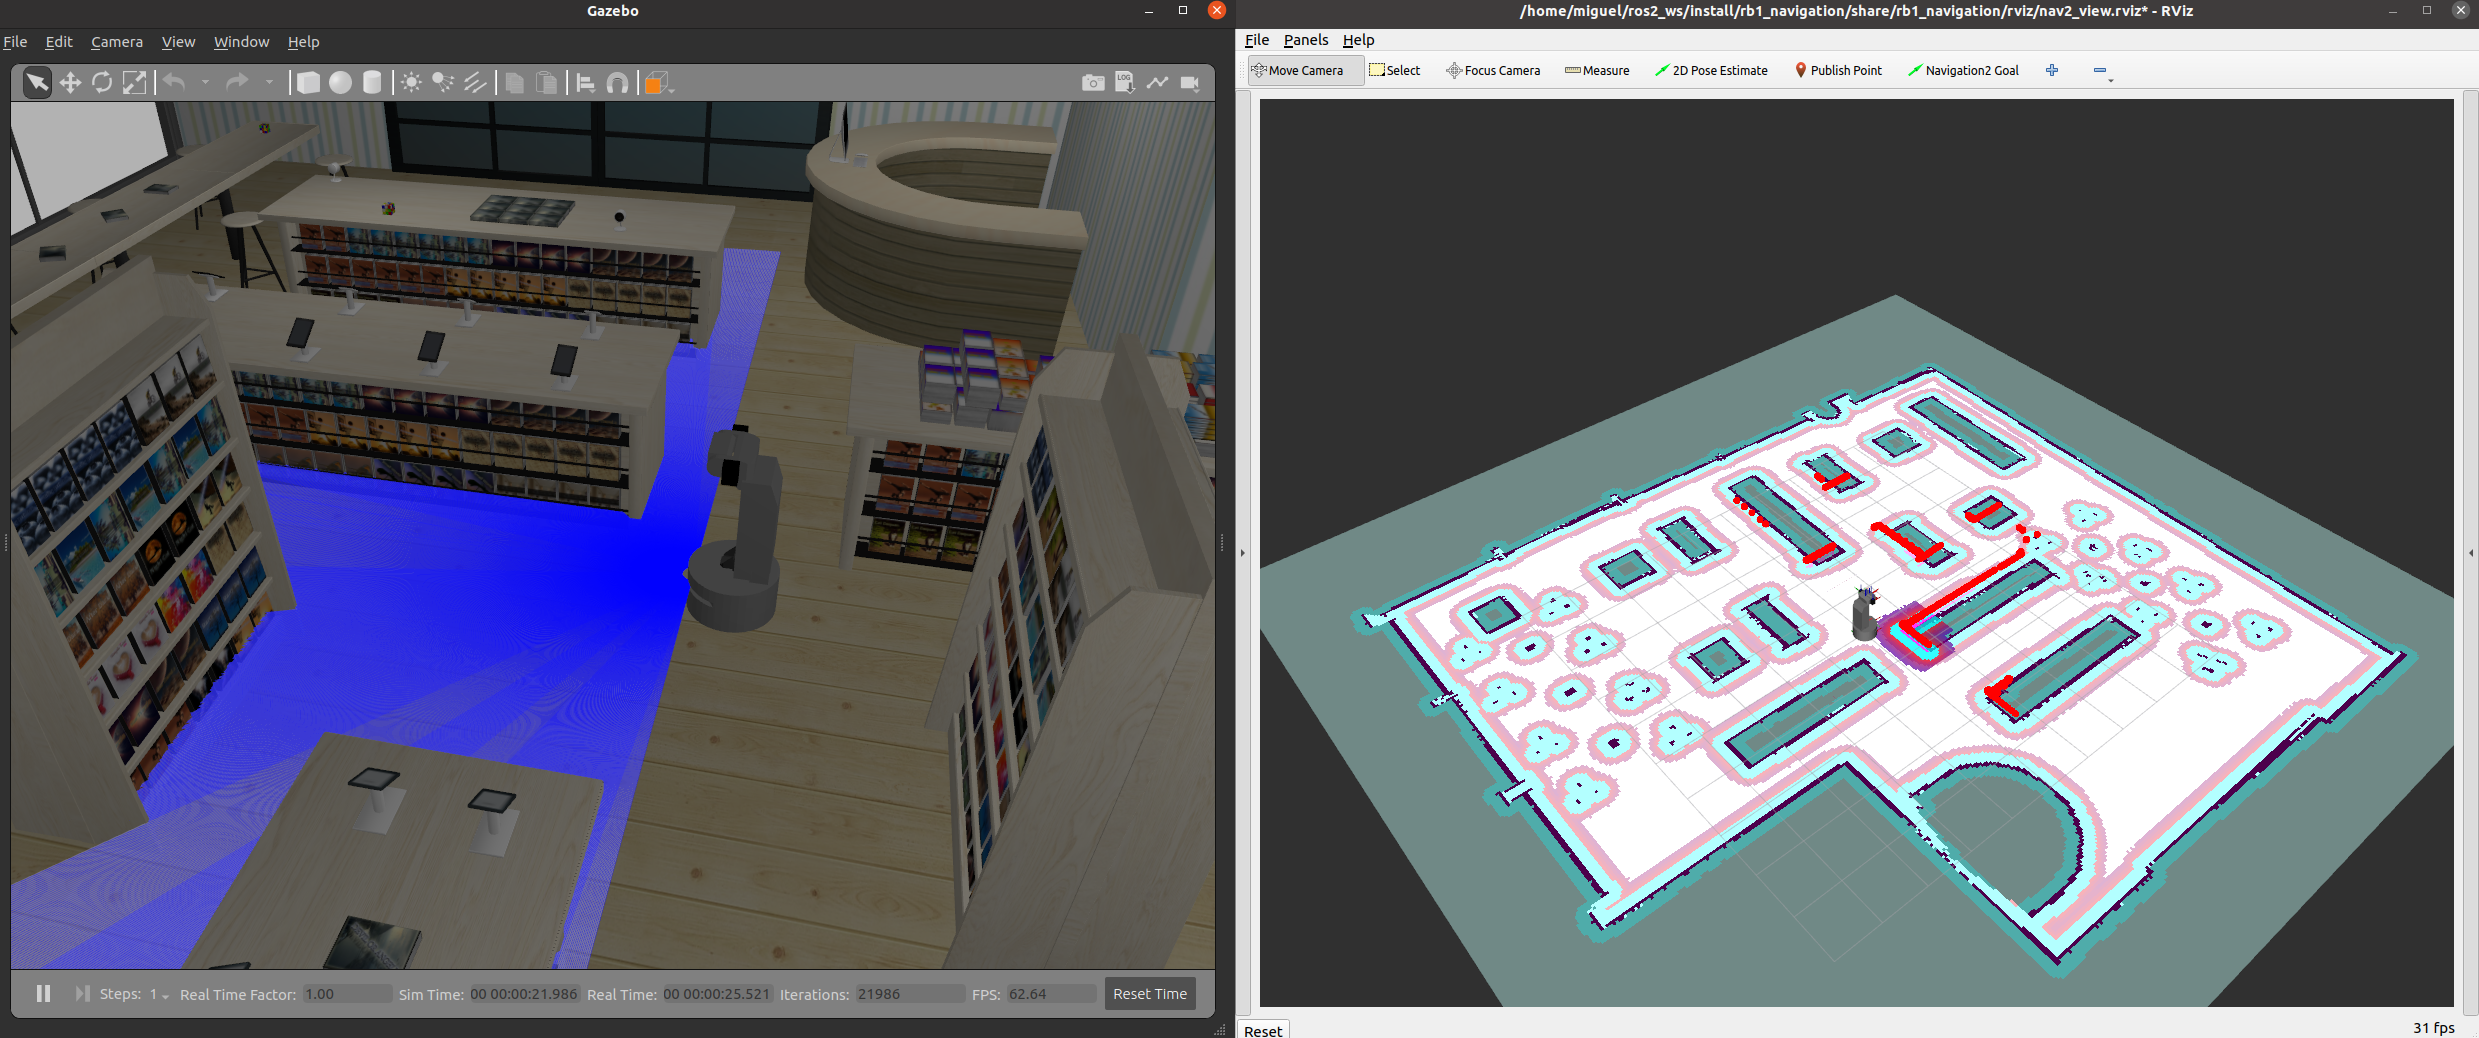 Gazebo
File Edit Camera View Window Help
LOG
Steps: 1 Real Time Factor: 1.00 Sim Time: 00 00:00:21.986 Real Time: 00 00:00:25.521 Iterations: 21986 FPS: 62.64 Reset Time
/home/miguel/ros2_ws/install/rb1_navigation/share/rb1_navigation/rviz/nav2_view.rviz* - RViz
File Panels Help
Move Camera Select Focus Camera Measure 2D Pose Estimate Publish Point Navigation2 Goal
Reset
31 fps